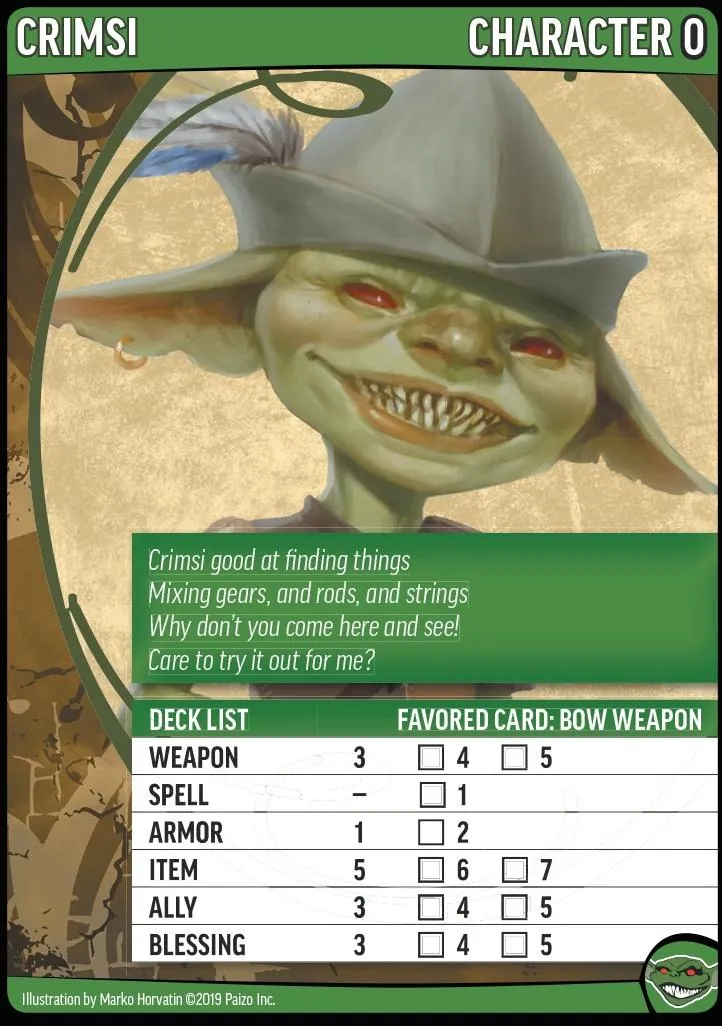 CRIMSI CHARACTER 0
Crimsi good at finding things
Mixing gears, and rods, and strings
Why don't you come here and see!
Care to try it out for me?
DECK LIST FAVORED CARD: BOW WEAPON
WEAPON 3 □ 4 □ 5
SPELL – □ 1
ARMOR 1 □ 2
ITEM 5 □ 6 □ 7
ALLY 3 □ 4 □ 5
BLESSING 3 □ 4 □ 5
Illustration by Marko Horvatin ©2019 Paizo Inc.